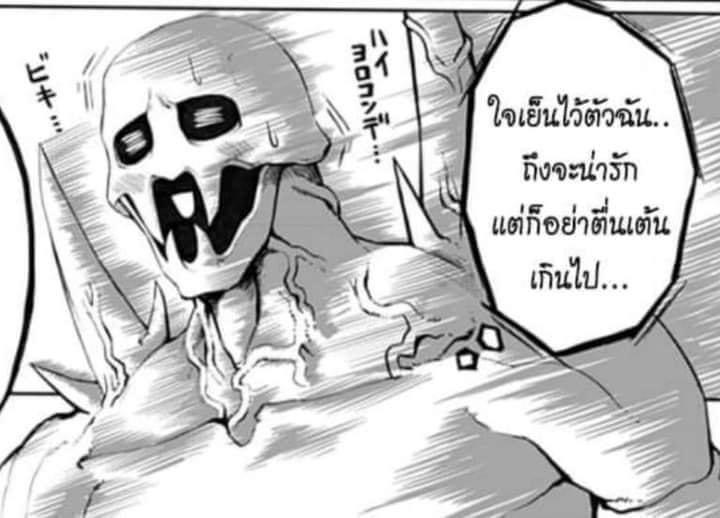 ハイ
ヨロコンデ…
ビキ…
ใจเย็นไว้ตัวฉัน..
ถึงจะน่ารัก
แต่ก็อย่าตื่นเต้น
เกินไป...